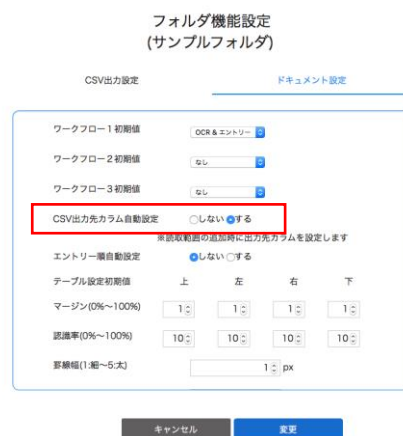 フォルダ機能設定
(サンプルフォルダ)
CSV出力設定 ドキュメント設定
ワークフロー1初期値 OCR & エントリー
ワークフロー2初期値 なし
ワークフロー3初期値 なし
CSV出力先カラム自動設定 しない する
※読取範囲の追加時に出力先カラムを設定します
エントリー順自動設定 しない する
テーブル設定初期値 上 左 右 下
マージン(0%~100%) 1 1 1 1
認識率(0%~100%) 10 10 10 10
罫線幅(1:細~5:太) 1 px
キャンセル 変更